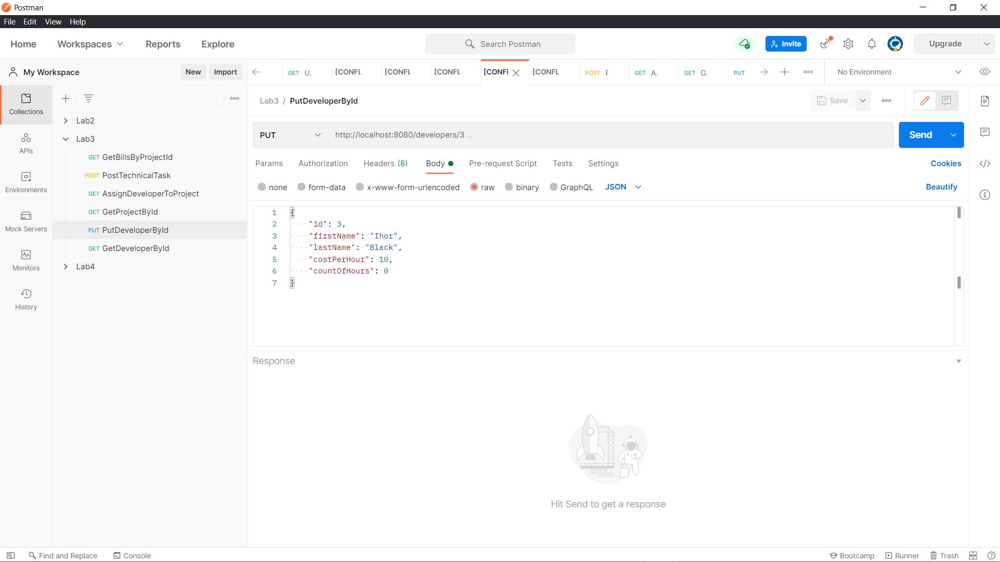 Postman
File Edit View Help
Home Workspaces Reports Explore Search Postman Invite Upgrade
My Workspace New Import GET U. [CONFL [CONFL [CONFL [CONFI [CONFL POST F GET A. GET G. PUT No Environment
Collections
APIs
Environments
Mock Servers
Monitors
History
Lab2
Lab3
GET GetBillsByProjectId
POST PostTechnicalTask
GET AssignDeveloperToProject
GET GetProjectById
PUT PutDeveloperById
GET GetDeveloperById
Lab4
Lab3 / PutDeveloperById Save
PUT http://localhost:8080/developers/3 ... Send
Params Authorization Headers (8) Body Pre-request Script Tests Settings Cookies
none form-data x-www-form-urlencoded raw binary GraphQL JSON Beautify
1 {
2 "id": 3,
3 "firstName": "Ihor",
4 "lastName": "Black",
5 "costPerHour": 10,
6 "countOfHours": 0
7 }
Response
Hit Send to get a response
Find and Replace Console Bootcamp Runner Trash